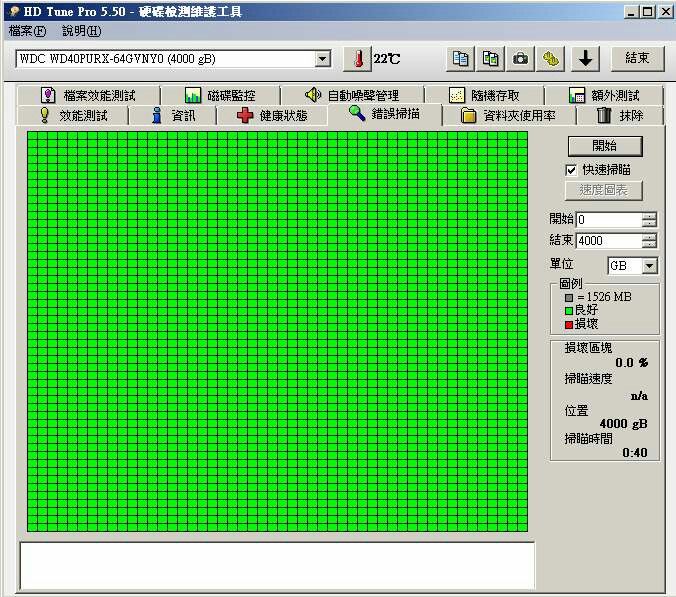 HD Tune Pro 5.50 - 硬碟檢測維護工具
檔案(F) 說明(H)
WDC WD40PURX-64GVNY0 (4000 gB) 22℃ 結束
檔案效能測試 磁碟監控 自動噪聲管理 隨機存取 額外測試
效能測試 資訊 健康狀態 錯誤掃描 資料夾使用率 抹除
開始
快速掃瞄
速度圖表
開始 0
結束 4000
單位 GB
圖例
= 1526 MB
良好
損壞
損壞區塊
0.0 %
掃瞄速度
n/a
位置
4000 gB
掃瞄時間
0:40